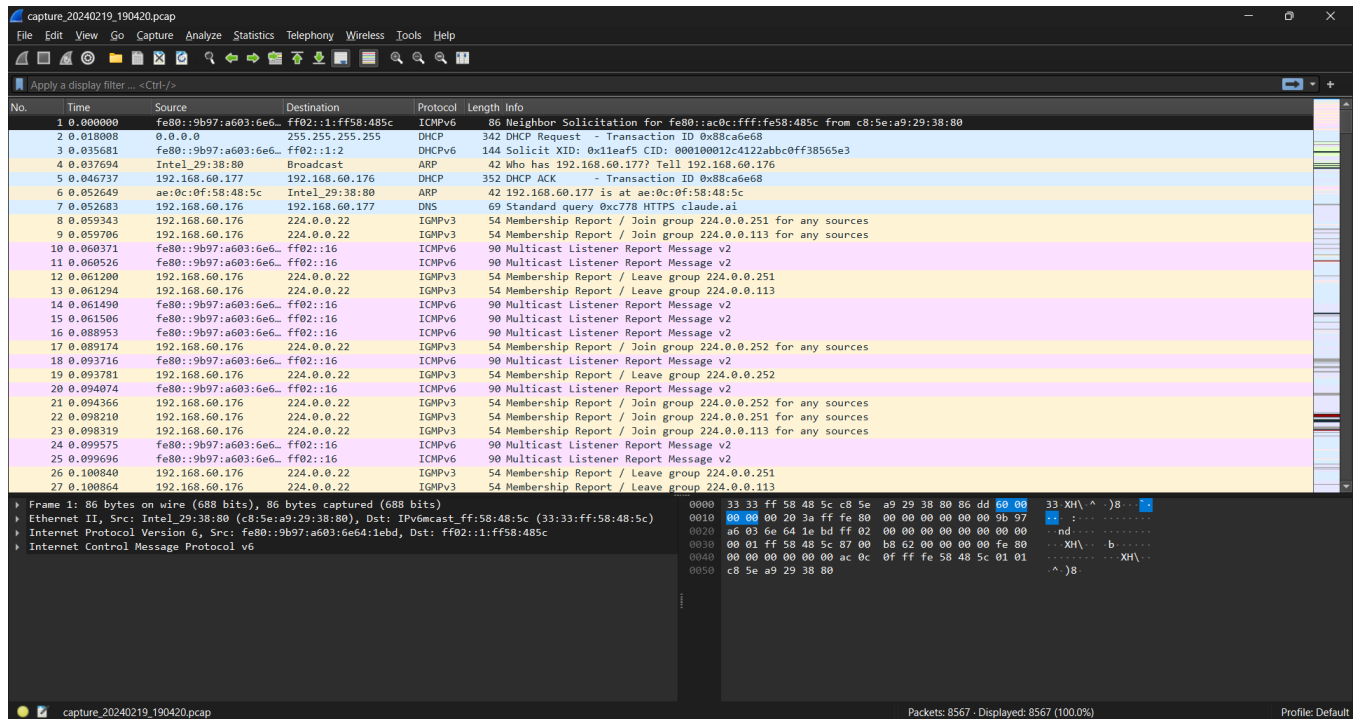 capture_20240219_190420.pcap
File Edit View Go Capture Analyze Statistics Telephony Wireless Tools Help
Apply a display filter ... <Ctrl-/>
No. Time Source Destination Protocol Length Info
1 0.000000 fe80::9b97:a603:6e6… ff02::1:ff58:485c ICMPv6 86 Neighbor Solicitation for fe80::ac0c:fff:fe58:485c from c8:5e:a9:29:38:80
2 0.018008 0.0.0.0 255.255.255.255 DHCP 342 DHCP Request - Transaction ID 0x88ca6e68
3 0.035681 fe80::9b97:a603:6e6… ff02::1:2 DHCPv6 144 Solicit XID: 0x11eaf5 CID: 000100012c4122abbc0ff38565e3
4 0.037694 Intel_29:38:80 Broadcast ARP 42 Who has 192.168.60.177? Tell 192.168.60.176
5 0.046737 192.168.60.177 192.168.60.176 DHCP 352 DHCP ACK - Transaction ID 0x88ca6e68
6 0.052649 ae:0c:0f:58:48:5c Intel_29:38:80 ARP 42 192.168.60.177 is at ae:0c:0f:58:48:5c
7 0.052683 192.168.60.176 192.168.60.177 DNS 69 Standard query 0xc778 HTTPS claude.ai
8 0.059343 192.168.60.176 224.0.0.22 IGMPv3 54 Membership Report / Join group 224.0.0.251 for any sources
9 0.059706 192.168.60.176 224.0.0.22 IGMPv3 54 Membership Report / Join group 224.0.0.113 for any sources
10 0.060371 fe80::9b97:a603:6e6… ff02::16 ICMPv6 90 Multicast Listener Report Message v2
11 0.060526 fe80::9b97:a603:6e6… ff02::16 ICMPv6 90 Multicast Listener Report Message v2
12 0.061200 192.168.60.176 224.0.0.22 IGMPv3 54 Membership Report / Leave group 224.0.0.251
13 0.061294 192.168.60.176 224.0.0.22 IGMPv3 54 Membership Report / Leave group 224.0.0.113
14 0.061490 fe80::9b97:a603:6e6… ff02::16 ICMPv6 90 Multicast Listener Report Message v2
15 0.061506 fe80::9b97:a603:6e6… ff02::16 ICMPv6 90 Multicast Listener Report Message v2
16 0.088953 fe80::9b97:a603:6e6… ff02::16 ICMPv6 90 Multicast Listener Report Message v2
17 0.089174 192.168.60.176 224.0.0.22 IGMPv3 54 Membership Report / Join group 224.0.0.252 for any sources
18 0.093716 fe80::9b97:a603:6e6… ff02::16 ICMPv6 90 Multicast Listener Report Message v2
19 0.093781 192.168.60.176 224.0.0.22 IGMPv3 54 Membership Report / Leave group 224.0.0.252
20 0.094074 fe80::9b97:a603:6e6… ff02::16 ICMPv6 90 Multicast Listener Report Message v2
21 0.094366 192.168.60.176 224.0.0.22 IGMPv3 54 Membership Report / Join group 224.0.0.252 for any sources
22 0.098210 192.168.60.176 224.0.0.22 IGMPv3 54 Membership Report / Join group 224.0.0.251 for any sources
23 0.098319 192.168.60.176 224.0.0.22 IGMPv3 54 Membership Report / Join group 224.0.0.113 for any sources
24 0.099575 fe80::9b97:a603:6e6… ff02::16 ICMPv6 90 Multicast Listener Report Message v2
25 0.099696 fe80::9b97:a603:6e6… ff02::16 ICMPv6 90 Multicast Listener Report Message v2
26 0.100840 192.168.60.176 224.0.0.22 IGMPv3 54 Membership Report / Leave group 224.0.0.251
27 0.100864 192.168.60.176 224.0.0.22 IGMPv3 54 Membership Report / Leave group 224.0.0.113
Frame 1: 86 bytes on wire (688 bits), 86 bytes captured (688 bits)
Ethernet II, Src: Intel_29:38:80 (c8:5e:a9:29:38:80), Dst: IPv6mcast_ff:58:48:5c (33:33:ff:58:48:5c)
Internet Protocol Version 6, Src: fe80::9b97:a603:6e64:1ebd, Dst: ff02::1:ff58:485c
Internet Control Message Protocol v6
0000 33 33 ff 58 48 5c c8 5e a9 29 38 80 86 dd 60 00 33·XH\·^ ·)8···`·
0010 00 00 00 20 3a ff fe 80 00 00 00 00 00 00 9b 97 ··· :··· ········
0020 a6 03 6e 64 1e bd ff 02 00 00 00 00 00 00 00 00 ··nd···· ········
0030 00 01 ff 58 48 5c 87 00 b8 62 00 00 00 00 fe 80 ···XH\·· ·b······
0040 00 00 00 00 00 00 ac 0c 0f ff fe 58 48 5c 01 01 ········ ···XH\··
0050 c8 5e a9 29 38 80 ·^·)8·
capture_20240219_190420.pcap
Packets: 8567 · Displayed: 8567 (100.0%)
Profile: Default